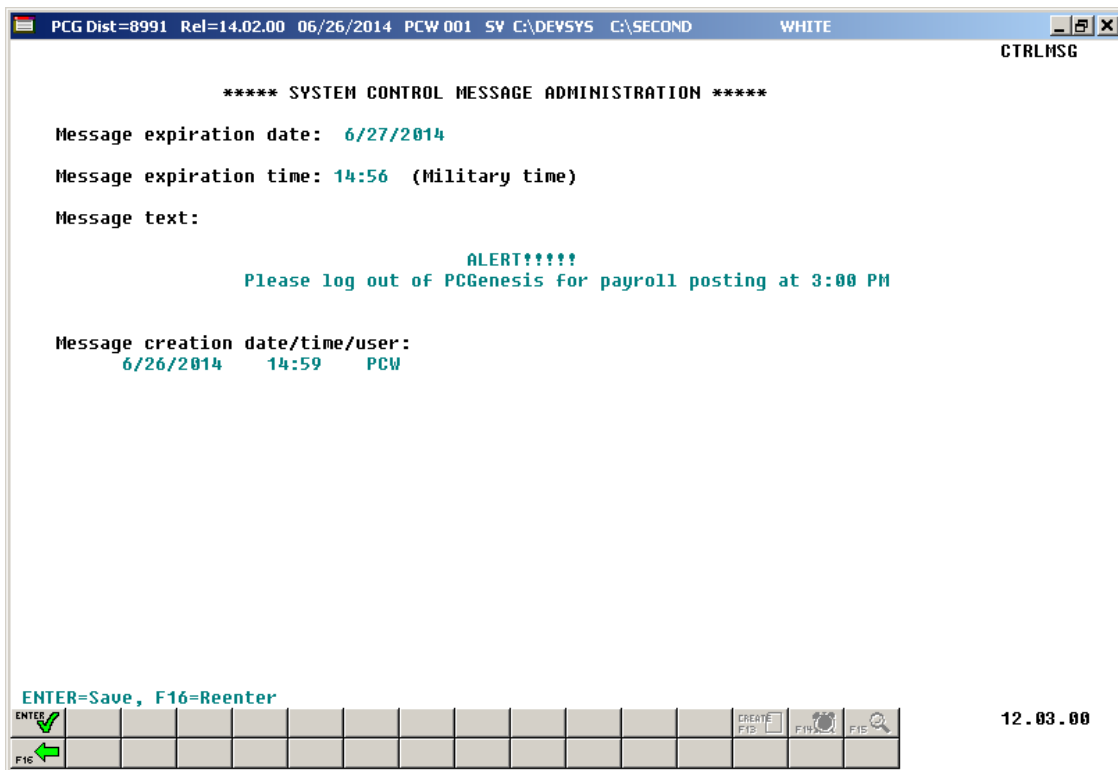 PCG Dist=8991 Rel=14.02.00 06/26/2014 PCW 001 SV C:\DEVSYS C:\SECOND WHITE
CTRLMSG
***** SYSTEM CONTROL MESSAGE ADMINISTRATION *****
Message expiration date: 6/27/2014
Message expiration time: 14:56 (Military time)
Message text:
ALERT!!!!!
Please log out of PCGenesis for payroll posting at 3:00 PM
Message creation date/time/user:
6/26/2014 14:59 PCW
ENTER=Save, F16=Reenter
ENTER
CREATE
F13
F14
F15
12.03.00
F16